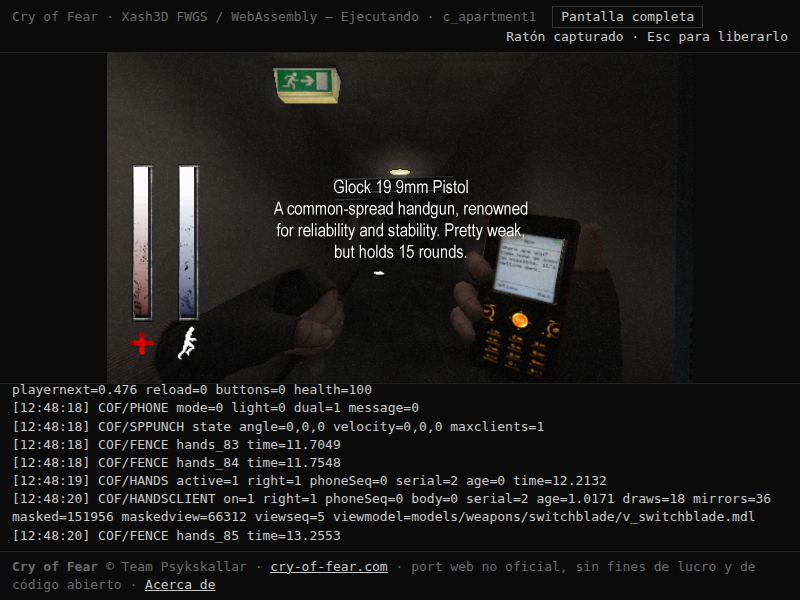 Cry of Fear · Xash3D FWGS / WebAssembly — Ejecutando · c_apartment1
Pantalla completa
Ratón capturado · Esc para liberarlo
Glock 19 9mm Pistol
A common-spread handgun, renowned
for reliability and stability. Pretty weak,
but holds 15 rounds.
playernext=0.476 reload=0 buttons=0 health=100
[12:48:18] COF/PHONE mode=0 light=0 dual=1 message=0
[12:48:18] COF/SPPUNCH state angle=0,0,0 velocity=0,0,0 maxclients=1
[12:48:18] COF/FENCE hands_83 time=11.7049
[12:48:18] COF/FENCE hands_84 time=11.7548
[12:48:19] COF/HANDS active=1 right=1 phoneSeq=0 serial=2 age=0 time=12.2132
[12:48:20] COF/HANDSCLIENT on=1 right=1 phoneSeq=0 body=0 serial=2 age=1.0171 draws=18 mirrors=36
masked=151956 maskedview=66312 viewseq=5 viewmodel=models/weapons/switchblade/v_switchblade.mdl
[12:48:20] COF/FENCE hands_85 time=13.2553
Cry of Fear © Team Psykskallar · cry-of-fear.com · port web no oficial, sin fines de lucro y de
código abierto · Acerca de